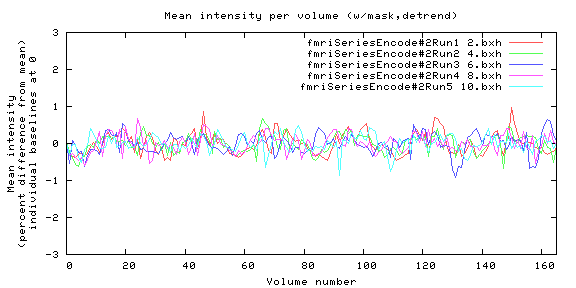 Mean intensity per volume (w/mask,detrend)
3
2
1
0
-1
-2
-3
Mean intensity
(percent difference from mean)
individual baselines at 0
fmriSeriesEncode#2Run1 2.bxh
fmriSeriesEncode#2Run2 4.bxh
fmriSeriesEncode#2Run3 6.bxh
fmriSeriesEncode#2Run4 8.bxh
fmriSeriesEncode#2Run5 10.bxh
0 20 40 60 80 100 120 140 160
Volume number